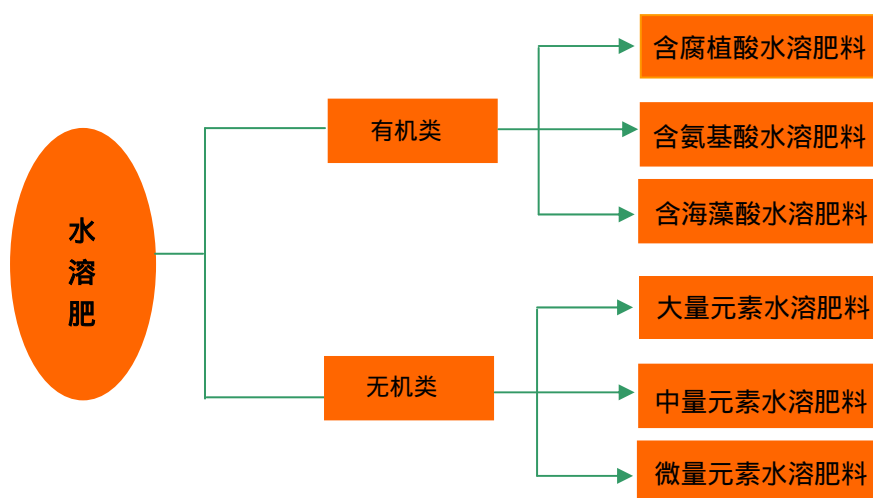 水
溶
肥
有机类
含腐植酸水溶肥料
含氨基酸水溶肥料
含海藻酸水溶肥料
无机类
大量元素水溶肥料
中量元素水溶肥料
微量元素水溶肥料